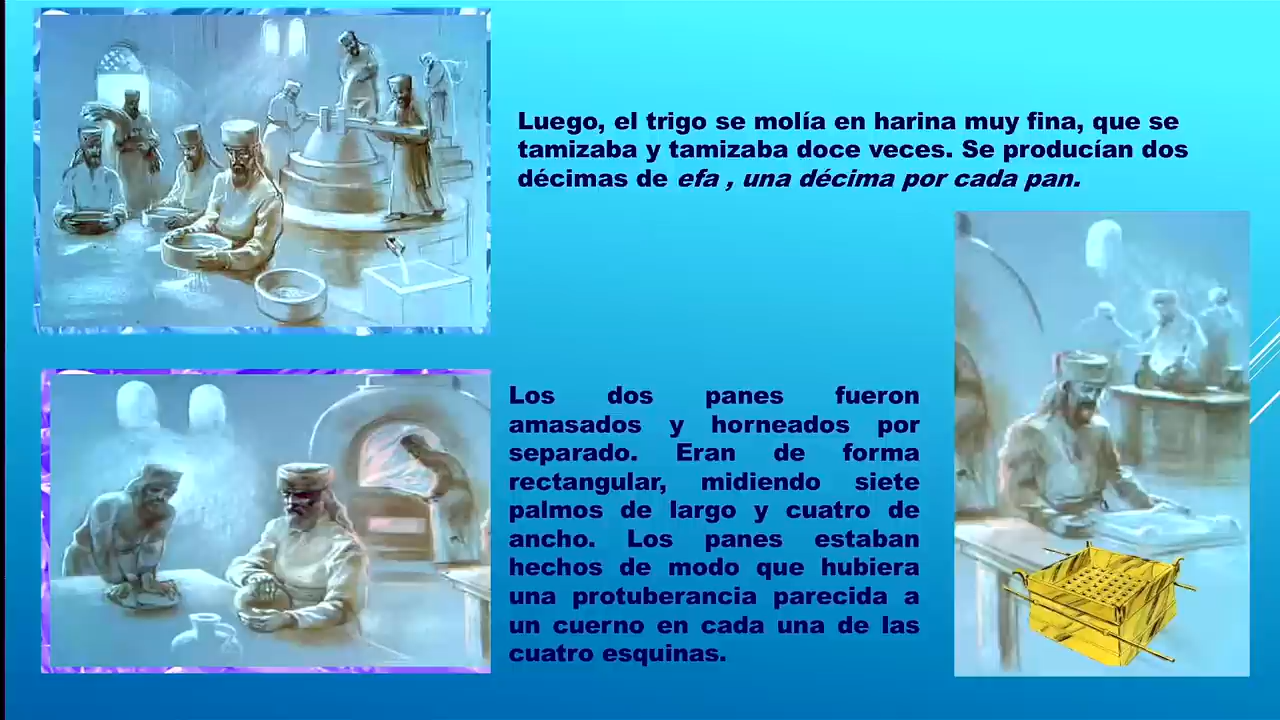 Luego, el trigo se molía en harina muy fina, que se
tamizaba y tamizaba doce veces. Se producían dos
décimas de efa , una décima por cada pan.
Los dos panes fueron
amasados y horneados por
separado. Eran de forma
rectangular, midiendo siete
palmos de largo y cuatro de
ancho. Los panes estaban
hechos de modo que hubiera
una protuberancia parecida a
un cuerno en cada una de las
cuatro esquinas.